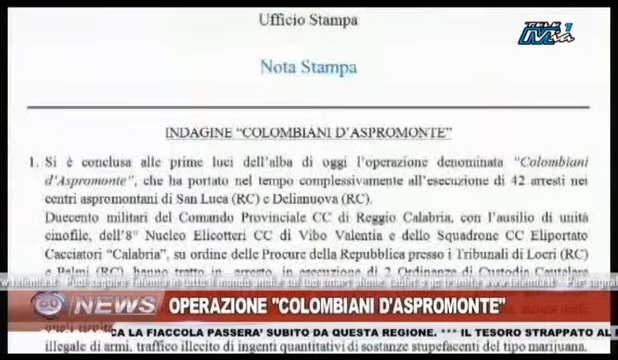 Ufficio Stampa
TELE MIA 1
Nota Stampa
INDAGINE “COLOMBIANI D’ASPROMONTE”
1. Si è conclusa alle prime luci dell’alba di oggi l’operazione denominata “Colombiani
d’Aspromonte”, che ha portato nel tempo complessivamente all’esecuzione di 42 arresti nei
centri aspromontani di San Luca (RC) e Delianuova (RC).
Duecento militari del Comando Provinciale CC di Reggio Calabria, con l’ausilio di unità
cinofile, dell’8° Nucleo Elicotteri CC di Vibo Valentia e dello Squadrone CC Eliportato
Cacciatori “Calabria”, su ordine delle Procure della Repubblica presso i Tribunali di Locri (RC)
e Palmi (RC), hanno tratto in arresto, in esecuzione di 2 Ordinanze di Custodia Cautelare
NEWS OPERAZIONE "COLOMBIANI D'ASPROMONTE"
CA LA FIACCOLA PASSERA' SUBITO DA QUESTA REGIONE. *** IL TESORO STRAPPATO AL
illegale di armi, traffico illecito di ingenti quantitativi di sostanze stupefacenti del tipo marijuana.